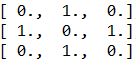 [ 0., 1., 0.]
[ 1., 0., 1.]
[ 0., 1., 0.]